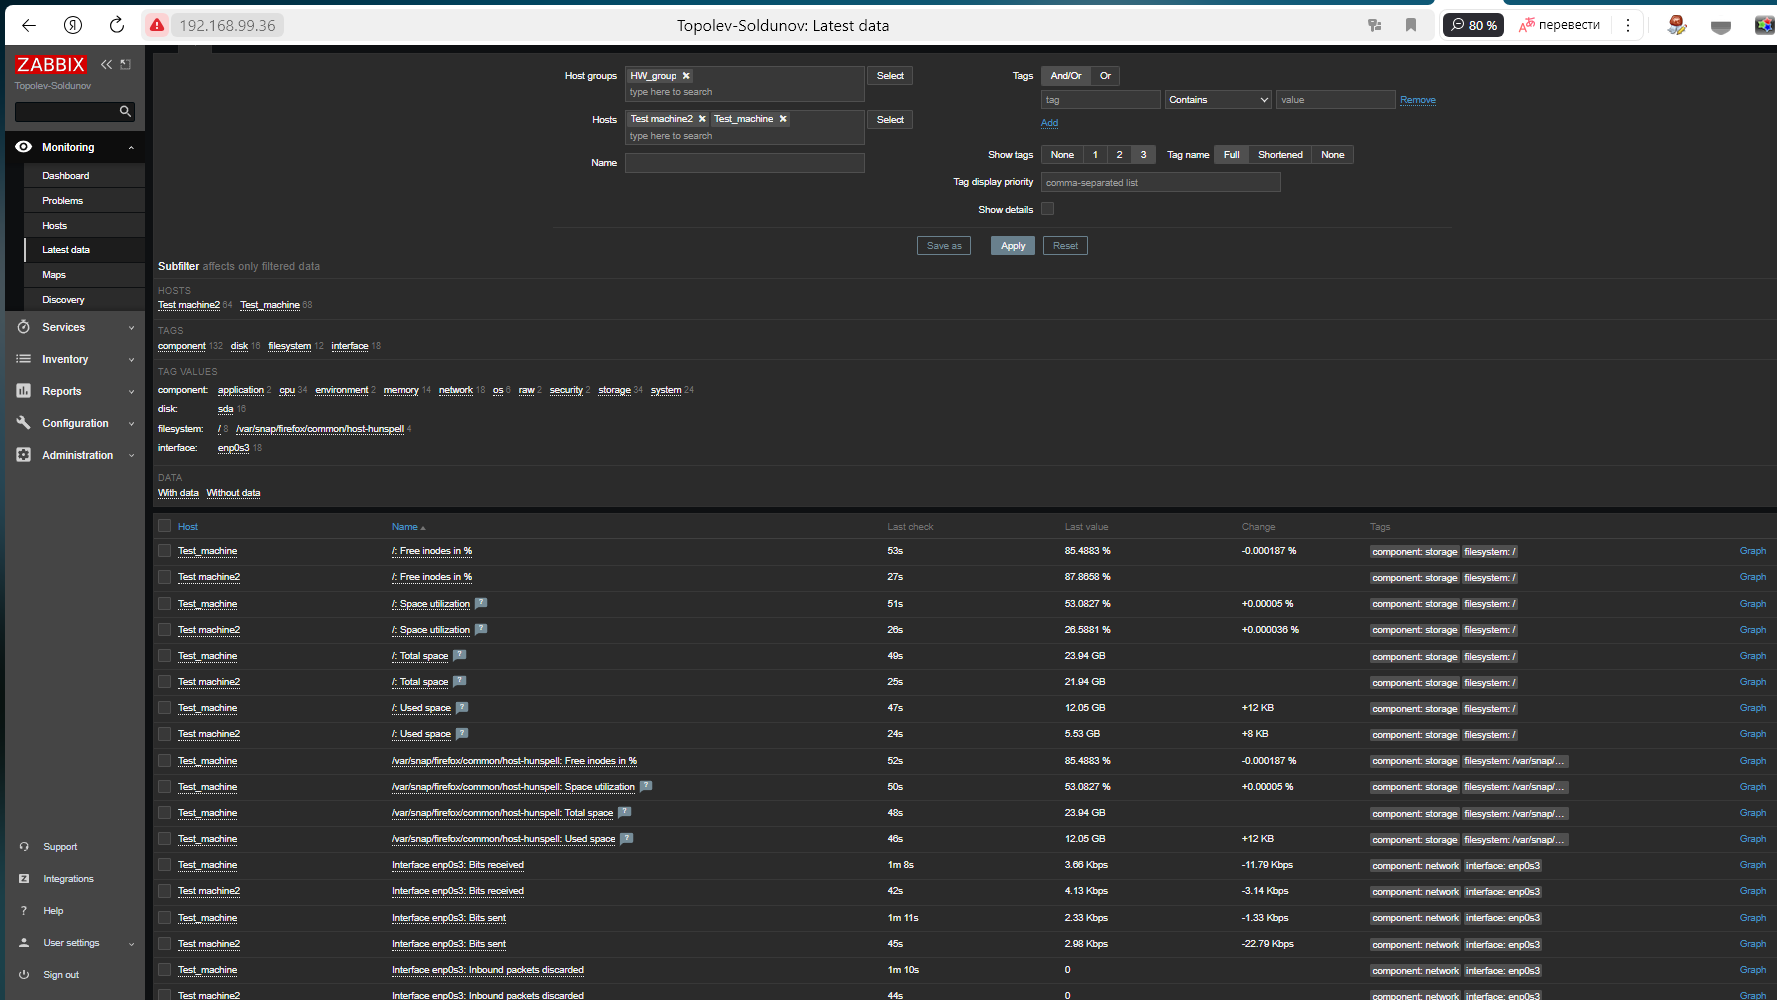 192.168.99.36
Topolev-Soldunov: Latest data
80 %
перевести
ZABBIX
Topolev-Soldunov
Monitoring
Dashboard
Problems
Hosts
Latest data
Maps
Discovery
Services
Inventory
Reports
Configuration
Administration
Support
Integrations
Help
User settings
Sign out
Host groups HW_group type here to search Select
Hosts Test machine2 Test_machine type here to search Select
Name
Tags And/Or Or
tag Contains value Remove
Add
Show tags None 1 2 3 Tag name Full Shortened None
Tag display priority comma-separated list
Show details
Save as Apply Reset
Subfilter affects only filtered data
HOSTS
Test machine2 64 Test_machine 68
TAGS
component 132 disk 16 filesystem 12 interface 18
TAG VALUES
component: application 2 cpu 34 environment 2 memory 14 network 18 os 6 raw 2 security 2 storage 34 system 24
disk: sda 16
filesystem: / 8 /var/snap/firefox/common/host-hunspell 4
interface: enp0s3 18
DATA
With data Without data
Host Name Last check Last value Change Tags
Test_machine /: Free inodes in % 53s 85.4883 % -0.000187 % component: storage filesystem: / Graph
Test machine2 /: Free inodes in % 27s 87.8658 % component: storage filesystem: / Graph
Test_machine /: Space utilization 51s 53.0827 % +0.00005 % component: storage filesystem: / Graph
Test machine2 /: Space utilization 26s 26.5881 % +0.000036 % component: storage filesystem: / Graph
Test_machine /: Total space 49s 23.94 GB component: storage filesystem: / Graph
Test machine2 /: Total space 25s 21.94 GB component: storage filesystem: / Graph
Test_machine /: Used space 47s 12.05 GB +12 KB component: storage filesystem: / Graph
Test machine2 /: Used space 24s 5.53 GB +8 KB component: storage filesystem: / Graph
Test_machine /var/snap/firefox/common/host-hunspell: Free inodes in % 52s 85.4883 % -0.000187 % component: storage filesystem: /var/snap/... Graph
Test_machine /var/snap/firefox/common/host-hunspell: Space utilization 50s 53.0827 % +0.00005 % component: storage filesystem: /var/snap/... Graph
Test_machine /var/snap/firefox/common/host-hunspell: Total space 48s 23.94 GB component: storage filesystem: /var/snap/... Graph
Test_machine /var/snap/firefox/common/host-hunspell: Used space 46s 12.05 GB +12 KB component: storage filesystem: /var/snap/... Graph
Test_machine Interface enp0s3: Bits received 1m 8s 3.66 Kbps -11.79 Kbps component: network interface: enp0s3 Graph
Test machine2 Interface enp0s3: Bits received 42s 4.13 Kbps -3.14 Kbps component: network interface: enp0s3 Graph
Test_machine Interface enp0s3: Bits sent 1m 11s 2.33 Kbps -1.33 Kbps component: network interface: enp0s3 Graph
Test machine2 Interface enp0s3: Bits sent 45s 2.98 Kbps -22.79 Kbps component: network interface: enp0s3 Graph
Test_machine Interface enp0s3: Inbound packets discarded 1m 10s 0 component: network interface: enp0s3 Graph
Test machine2 Interface enp0s3: Inbound packets discarded 44s 0 component: network interface: enp0s3 Graph